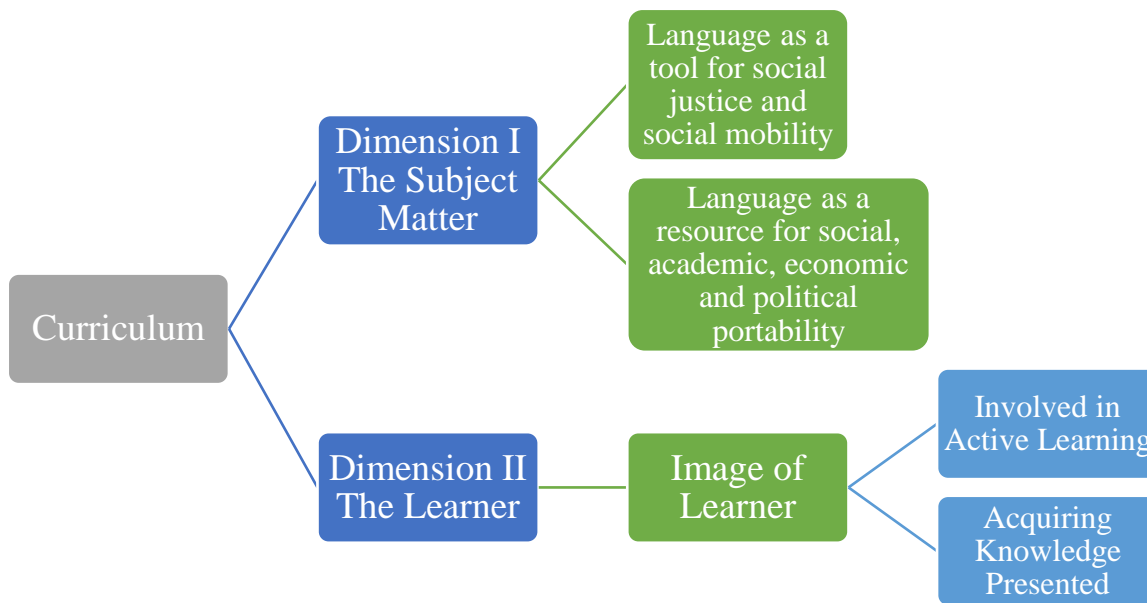 Language as a
tool for social
justice and
social mobility
Dimension I
The Subject
Matter
Language as a
resource for social,
academic, economic
and political
portability
Curriculum
Involved in
Active Learning
Dimension II
The Learner
Image of
Learner
Acquiring
Knowledge
Presented